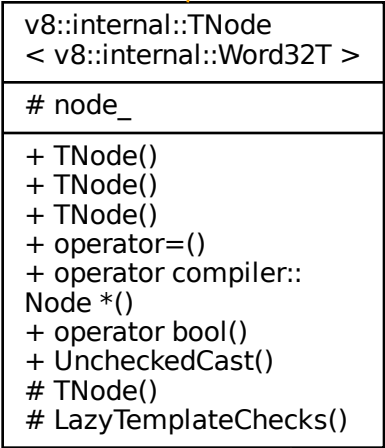 v8::internal::TNode
< v8::internal::Word32T >
# node_
+ TNode()
+ TNode()
+ TNode()
+ operator=()
+ operator compiler::
Node *()
+ operator bool()
+ UncheckedCast()
# TNode()
# LazyTemplateChecks()